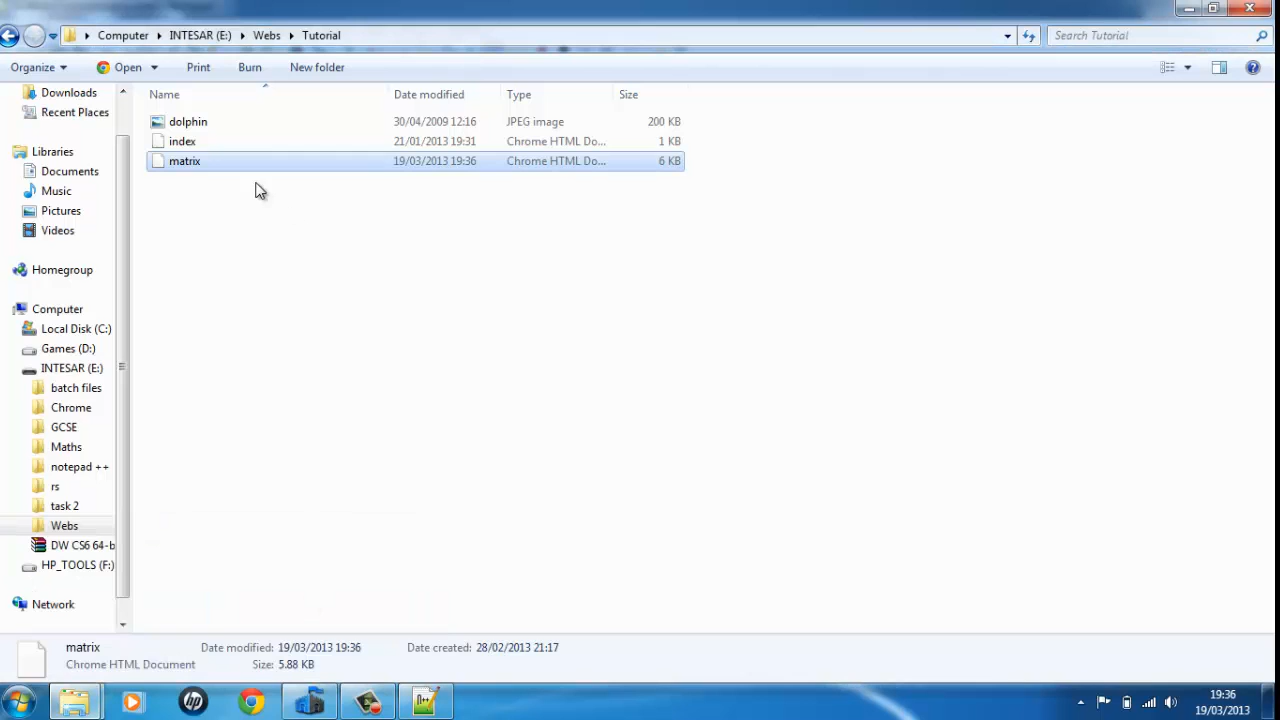 Computer INTESAR (E:) Webs Tutorial Search Tutorial
Organize Open Print Burn New folder
Name Date modified Type Size
dolphin 30/04/2009 12:16 JPEG image 200 KB
index 21/01/2013 19:31 Chrome HTML Do... 1 KB
matrix 19/03/2013 19:36 Chrome HTML Do... 6 KB
Downloads
Recent Places
Libraries
Documents
Music
Pictures
Videos
Homegroup
Computer
Local Disk (C:)
Games (D:)
INTESAR (E:)
batch files
Chrome
GCSE
Maths
notepad ++
rs
task 2
Webs
DW CS6 64-b
HP_TOOLS (F:)
Network
matrix Date modified: 19/03/2013 19:36 Date created: 28/02/2013 21:17
Chrome HTML Document Size: 5.88 KB
hp
19:36
19/03/2013